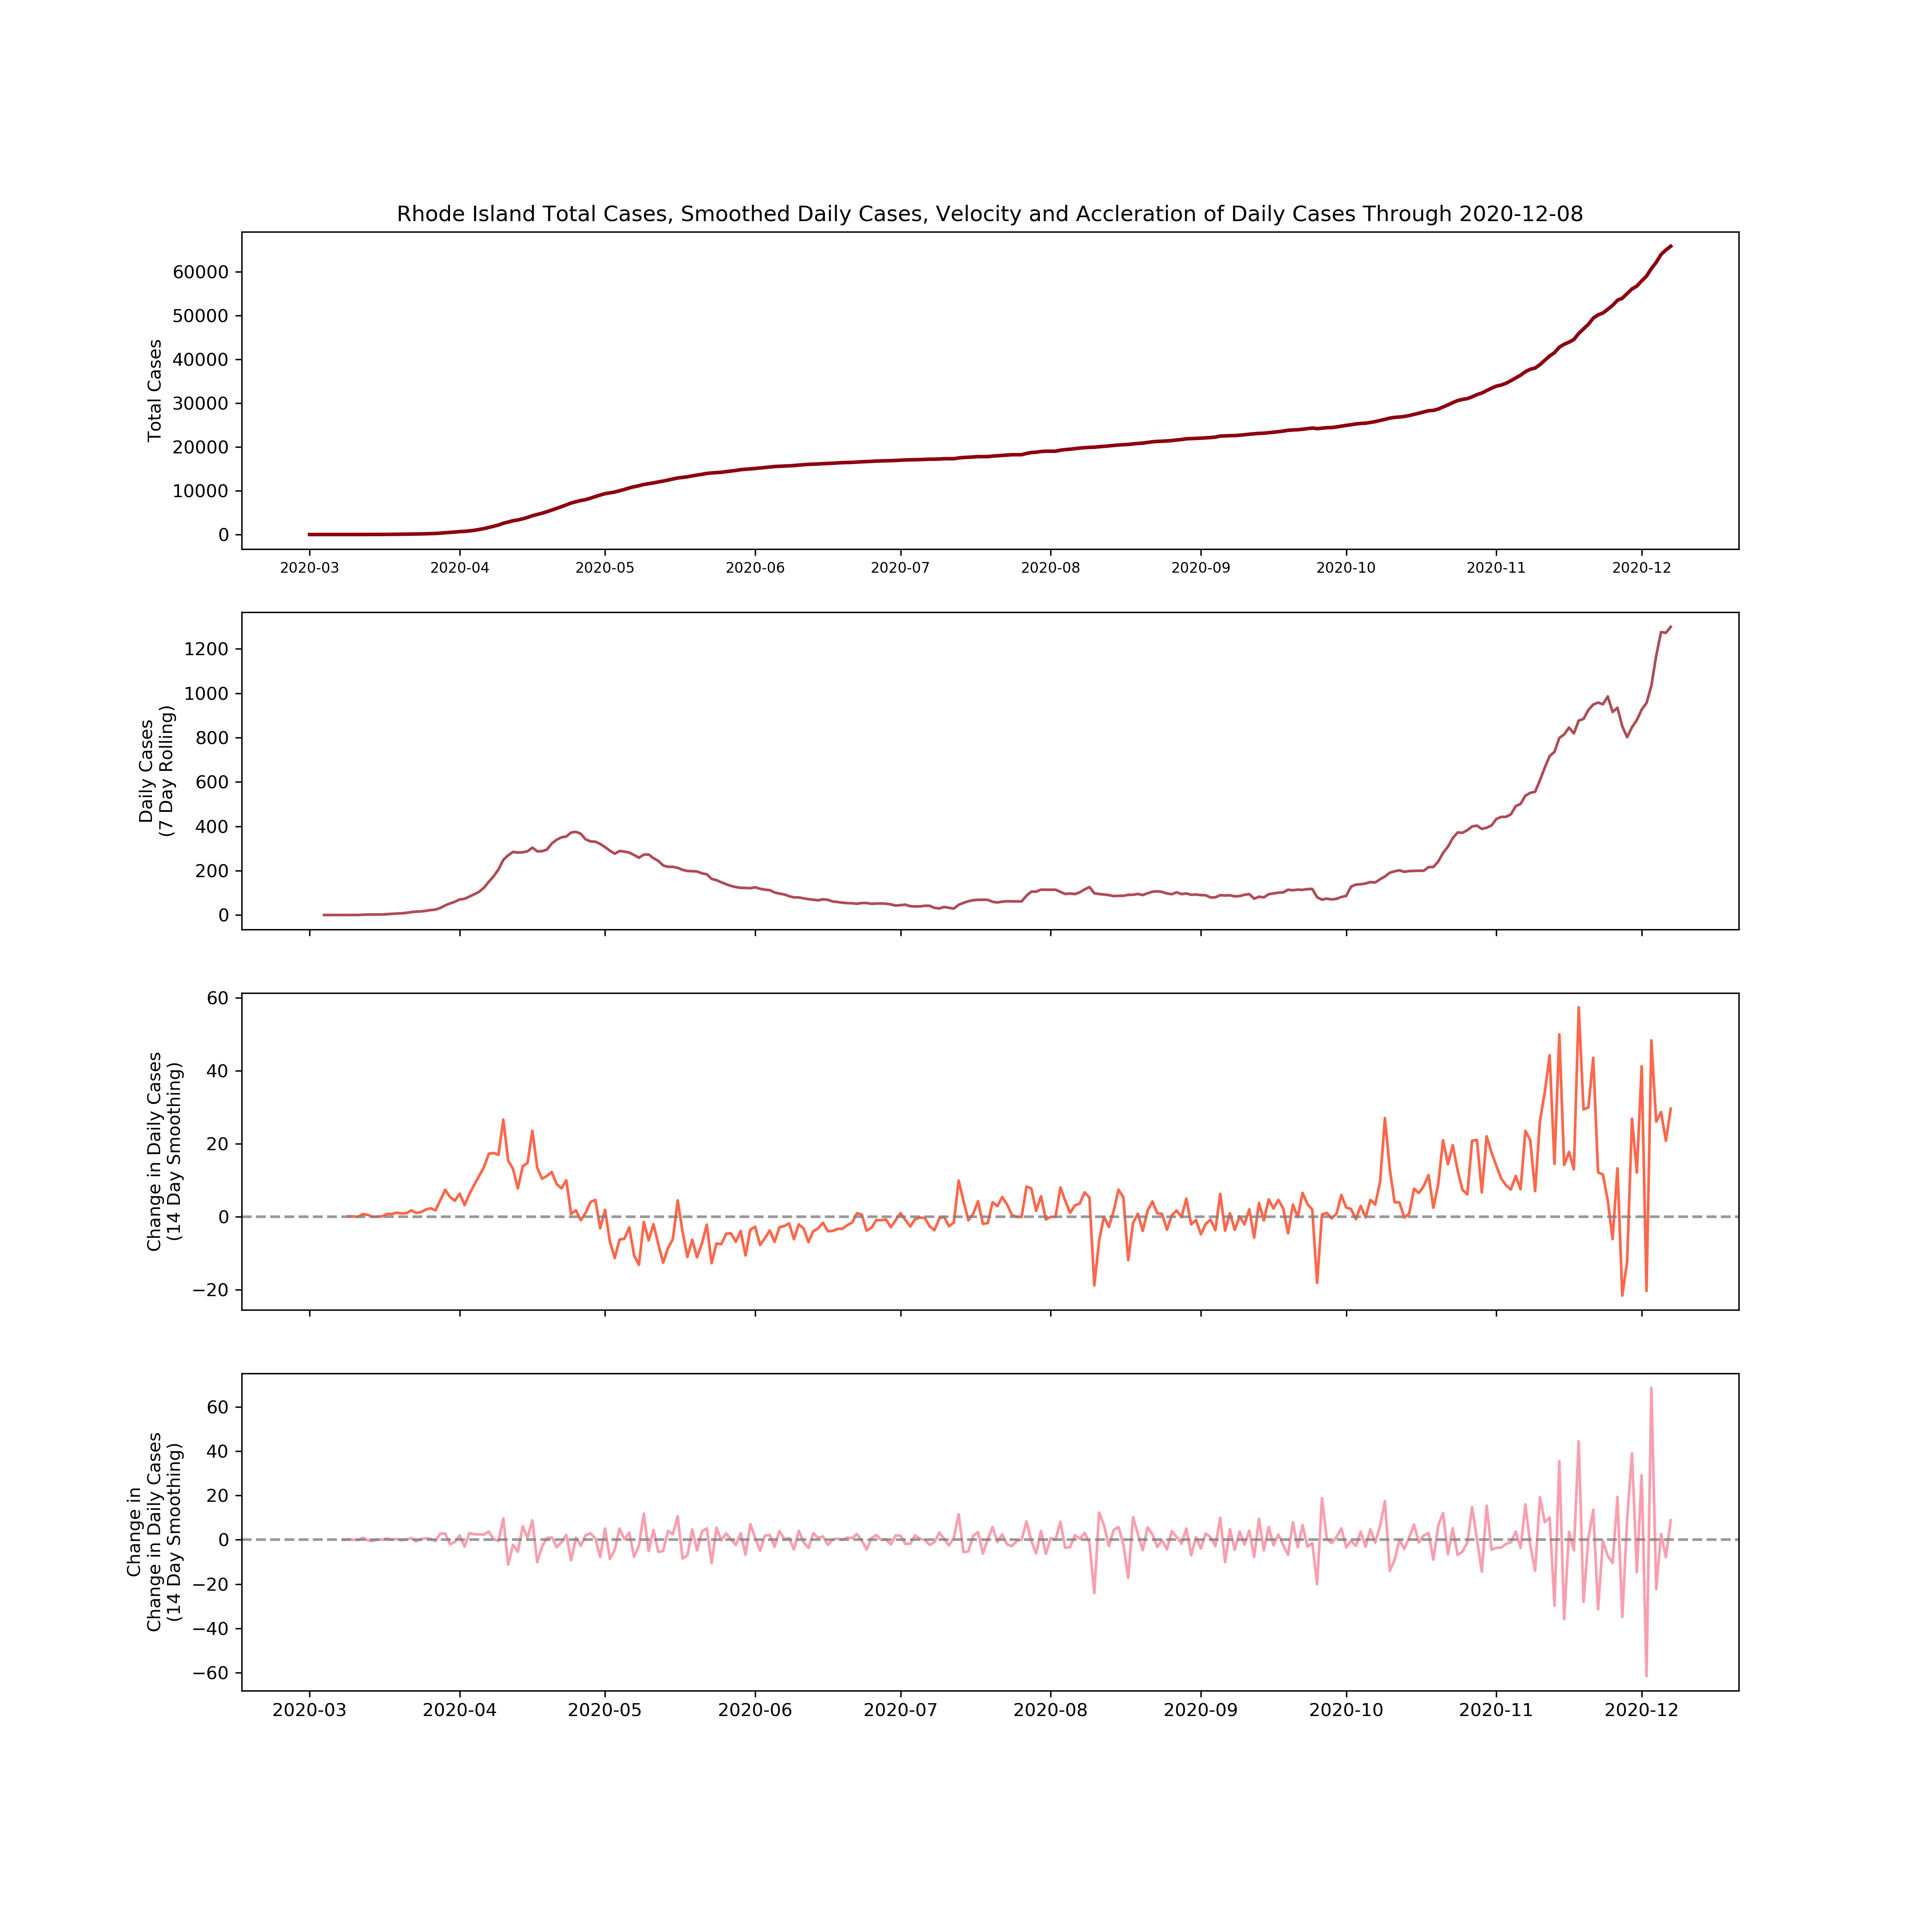 Rhode Island Total Cases, Smoothed Daily Cases, Velocity and Accleration of Daily Cases Through 2020-12-08
Total Cases
60000
50000
40000
30000
20000
10000
0
2020-03 2020-04 2020-05 2020-06 2020-07 2020-08 2020-09 2020-10 2020-11 2020-12
Daily Cases
(7 Day Rolling)
1200
1000
800
600
400
200
0
Change in Daily Cases
(14 Day Smoothing)
60
40
20
0
−20
Change in
Change in Daily Cases
(14 Day Smoothing)
60
40
20
0
−20
−40
−60
2020-03 2020-04 2020-05 2020-06 2020-07 2020-08 2020-09 2020-10 2020-11 2020-12